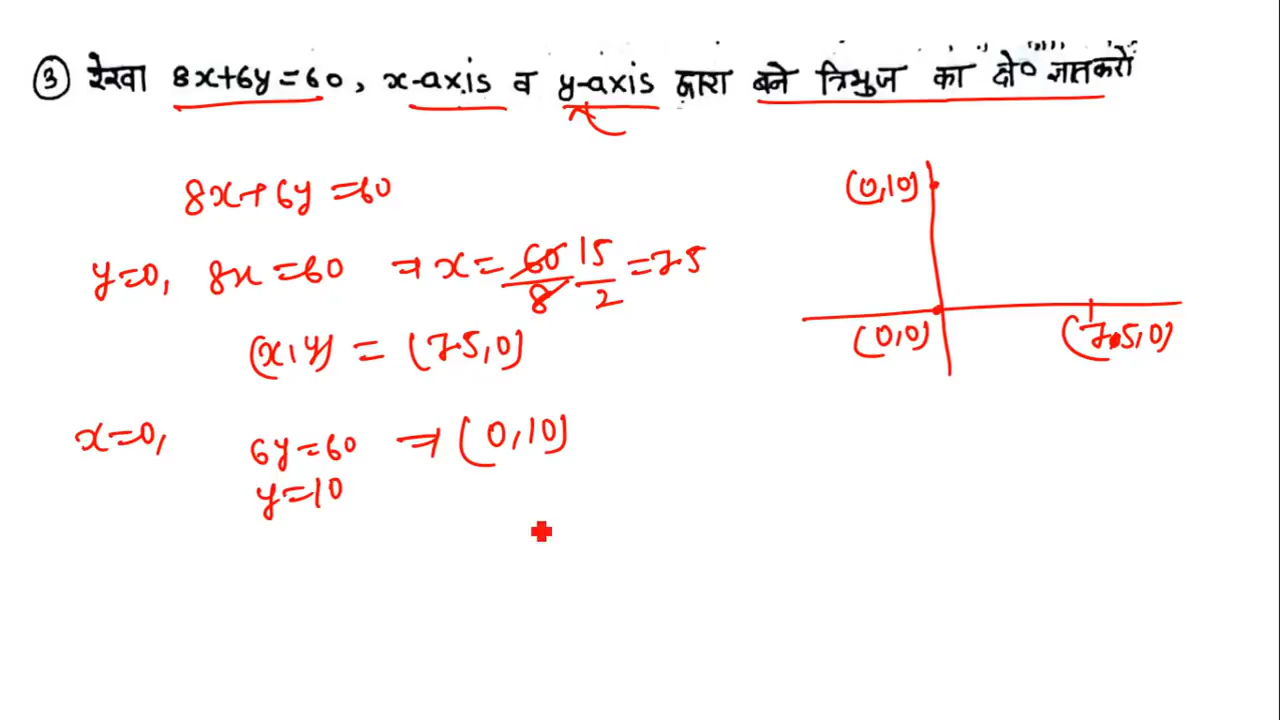 ③ रेखा 8x+6y=60, x-axis व y-axis द्वारा बने त्रिभुज का क्षे० ज्ञात करो
8x+6y=60
y=0, 8x=60 ⇒ x= 60/8 15/2 =7.5
(x,y) = (7.5,0)
x=0, 6y=60 ⇒ (0,10)
y=10
(0,10)
(0,0) (7.5,0)